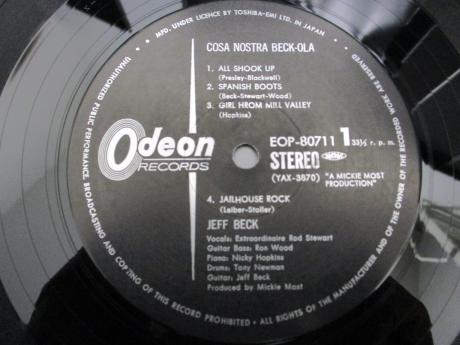 • MFD. UNDER LICENCE BY TOSHIBA-EMI LTD. IN JAPAN •
UNAUTHORIZED PUBLIC PERFORMANCE, BROADCASTING AND COPYING OF THIS RECORD PROHIBITED • ALL RIGHTS OF THE MANUFACTURER AND OF THE OWNER OF THE RECORDED WORK ARE RESERVED
COSA NOSTRA BECK-OLA
1. ALL SHOOK UP
(Presley-Blackwell)
2. SPANISH BOOTS
(Beck-Stewart-Wood)
3. GIRL HROM MILL VALLEY
(Hopkins)
Odeon
RECORDS
EOP-80711 1 33⅓ r. p. m.
STEREO
(YAX-3870) "A MICKIE MOST
PRODUCTION"
4. JAILHOUSE ROCK
(Leiber-Stoller)
JEFF BECK
Vocals: Extraordinaire Rod Stewart
Guitar Bass: Ron Wood
Piano: Nicky Hopkins
Drums: Tony Newman
Guitar: Jeff Beck
Produced by Mickie Most